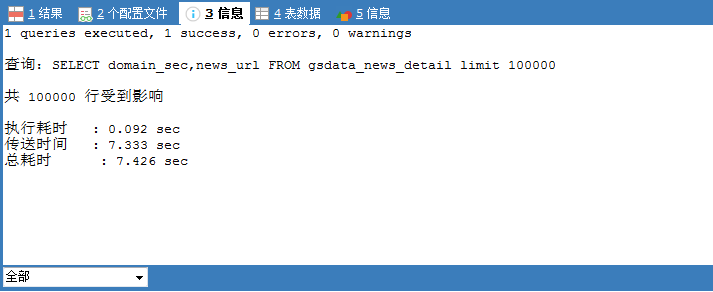 1 结果 2 个配置文件 3 信息 4 表数据 5 信息
1 queries executed, 1 success, 0 errors, 0 warnings
查询：SELECT domain_sec,news_url FROM gsdata_news_detail limit 100000
共 100000 行受到影响
执行耗时 : 0.092 sec
传送时间 : 7.333 sec
总耗时 : 7.426 sec
全部